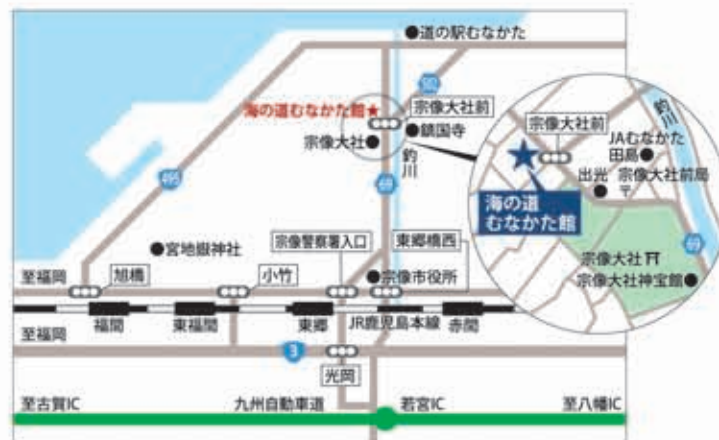 道の駅むなかた
502
海の道むなかた館★
宗像大社前
鎮国寺
宗像大社
釣川
495
69
宮地嶽神社
宗像警察署入口
東郷橋西
至福岡
旭橋
小竹
宗像市役所
福間
東福間
東郷
JR鹿児島本線
赤間
至福岡
3
光岡
至古賀IC
九州自動車道
若宮IC
至八幡IC
釣川
宗像大社前
JAむなかた
田島
出光
宗像大社前局
〒
海の道
むなかた館
69
宗像大社
宗像大社神宝館